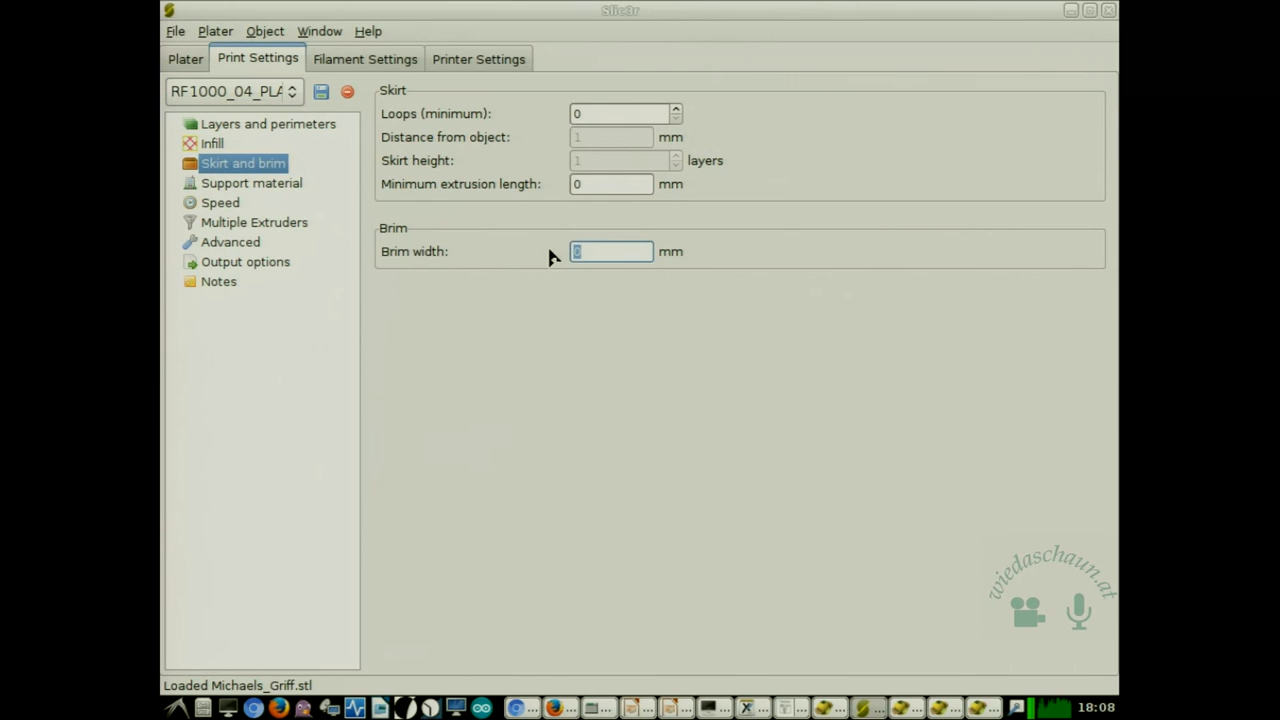 Slic3r
File Plater Object Window Help
Plater Print Settings Filament Settings Printer Settings
RF1000_04_PLA
Skirt
Loops (minimum): 0
Distance from object: 1 mm
Skirt height: 1 layers
Minimum extrusion length: 0 mm
Brim
Brim width: 0 mm
Layers and perimeters
Infill
Skirt and brim
Support material
Speed
Multiple Extruders
Advanced
Output options
Notes
wiedaschaun.at
Loaded Michaels_Griff.stl
18:08